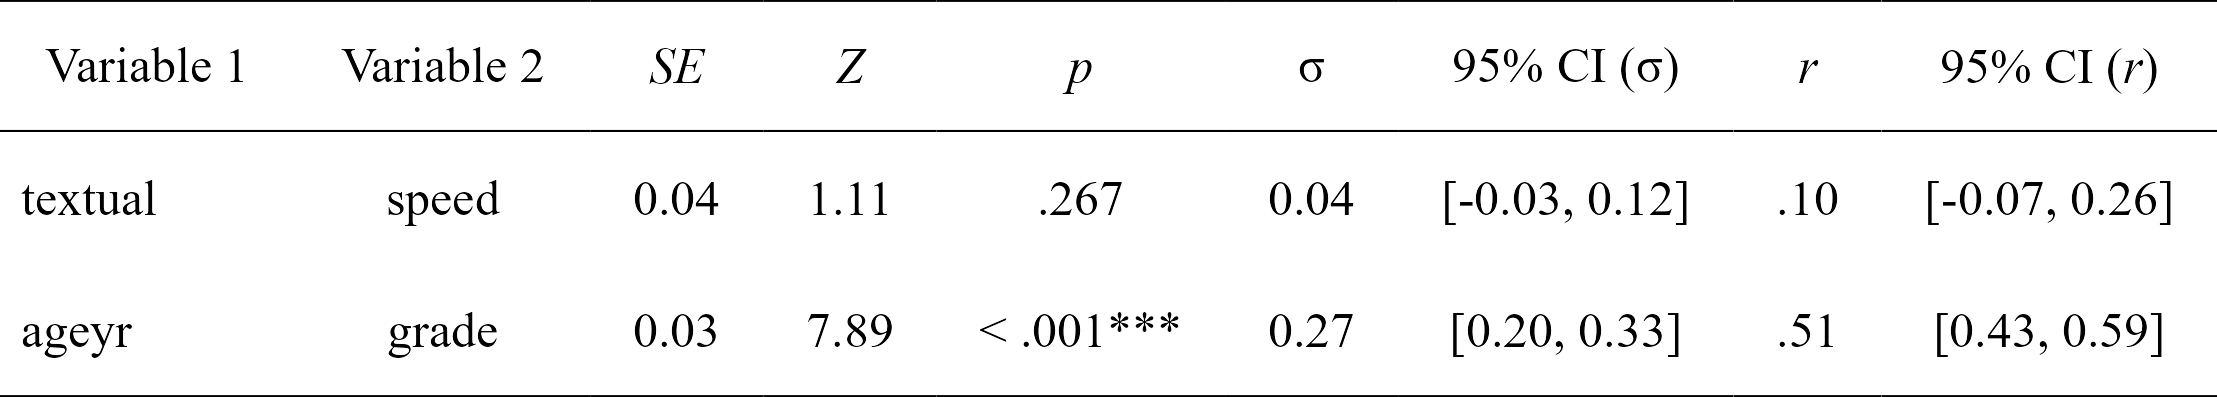 Variable 1 Variable 2 SE Z p σ 95% CI (σ) r 95% CI (r)
textual speed 0.04 1.11 .267 0.04 [-0.03, 0.12] .10 [-0.07, 0.26]
ageyr grade 0.03 7.89 < .001*** 0.27 [0.20, 0.33] .51 [0.43, 0.59]